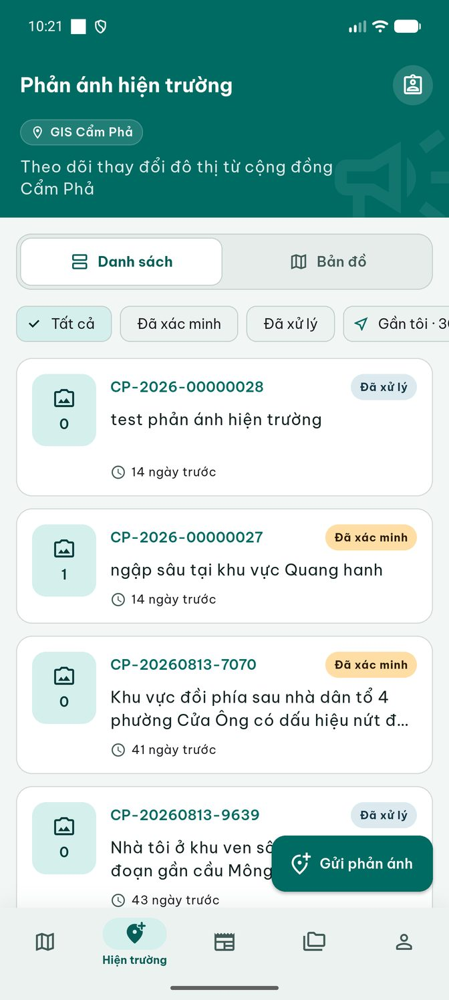 10:21
Phản ánh hiện trường
GIS Cẩm Phả
Theo dõi thay đổi đô thị từ cộng đồng
Cẩm Phả
Danh sách
Bản đồ
Tất cả
Đã xác minh
Đã xử lý
Gần tôi · 3
CP-2026-00000028
Đã xử lý
0
test phản ánh hiện trường
14 ngày trước
CP-2026-00000027
Đã xác minh
1
ngập sâu tại khu vực Quang hanh
14 ngày trước
CP-20260813-7070
Đã xác minh
0
Khu vực đồi phía sau nhà dân tổ 4
phường Cửa Ông có dấu hiệu nứt đ...
41 ngày trước
CP-20260813-9639
Đã xử lý
0
Nhà tôi ở khu ven
đoạn gần cầu Mông
43 ngày trước
Gửi phản ánh
Hiện trường